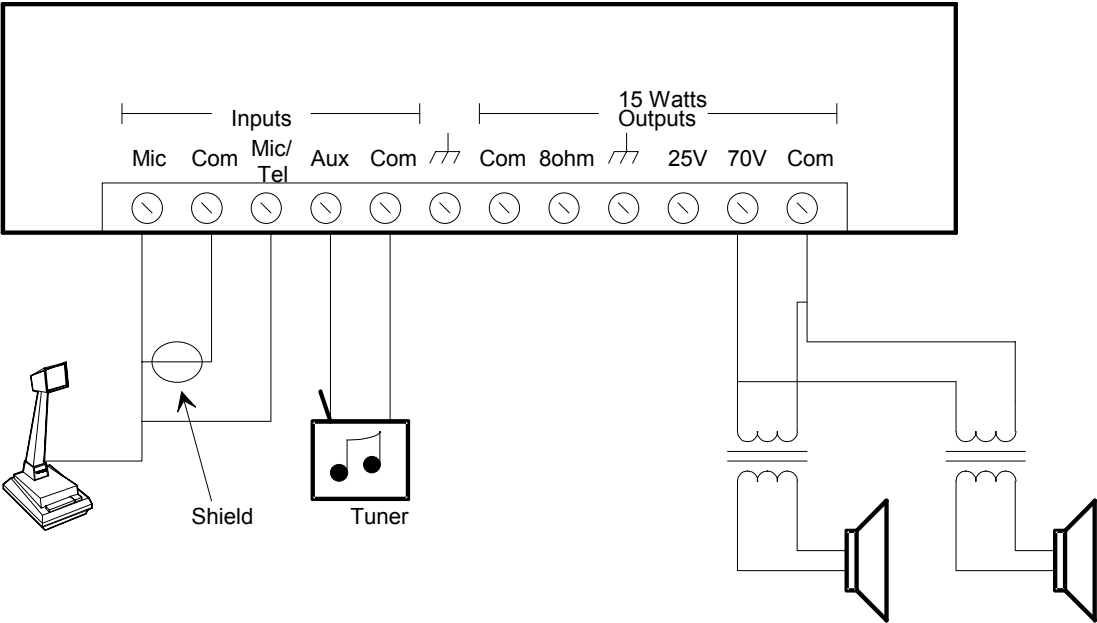 15 Watts
Inputs Outputs
Mic Com Mic/ Aux Com Com 8ohm 25V 70V Com
Tel
Shield Tuner